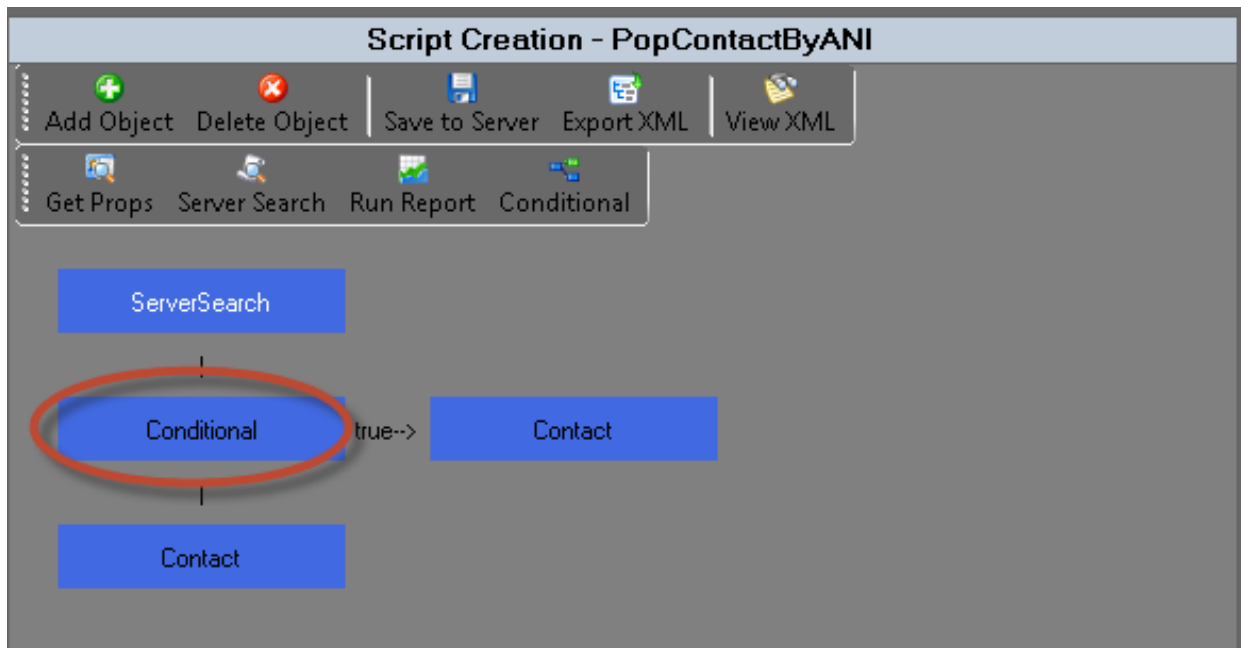 Script Creation - PopContactByANI
Add Object Delete Object Save to Server Export XML View XML
Get Props Server Search Run Report Conditional
ServerSearch
Conditional true--> Contact
Contact